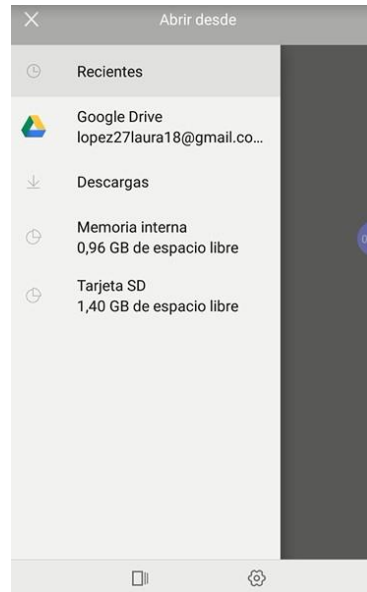 Abrir desde
Recientes
Google Drive
lopez27laura18@gmail.co...
Descargas
Memoria interna
0,96 GB de espacio libre
Tarjeta SD
1,40 GB de espacio libre